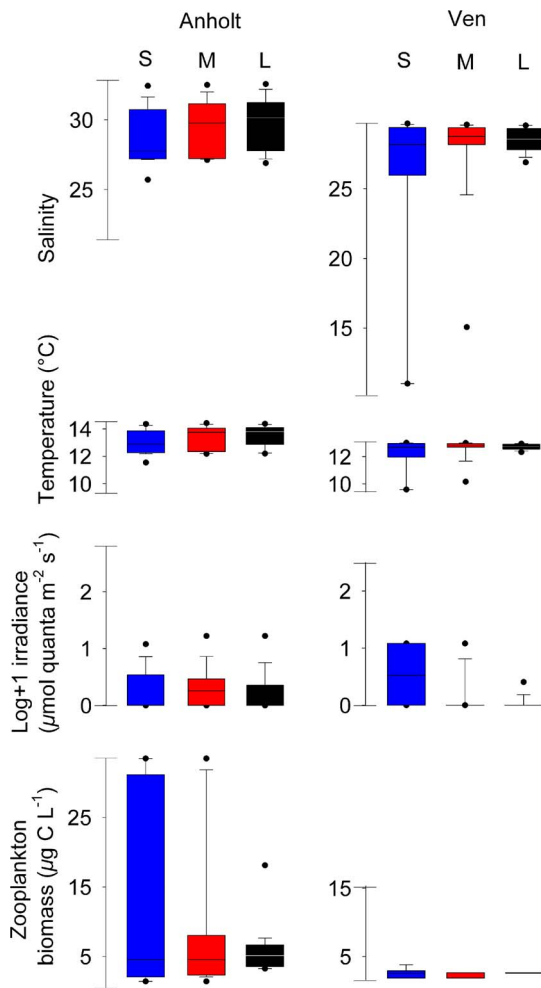 Anholt
Ven
S M L
S M L
Salinity
30
25
25
20
15
Temperature (°C)
14
12
10
12
10
Log+1 irradiance
(µmol quanta m⁻² s⁻¹)
2
1
0
2
1
0
Zooplankton
biomass (µg C L⁻¹)
25
15
5
15
5